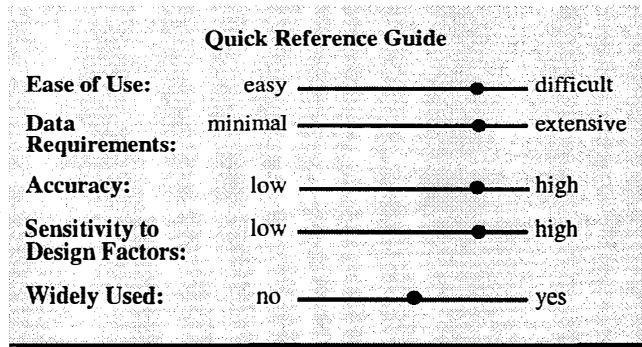 Quick Reference Guide
Ease of Use: easy difficult
Data
Requirements: minimal extensive
Accuracy: low high
Sensitivity to
Design Factors: low high
Widely Used: no yes